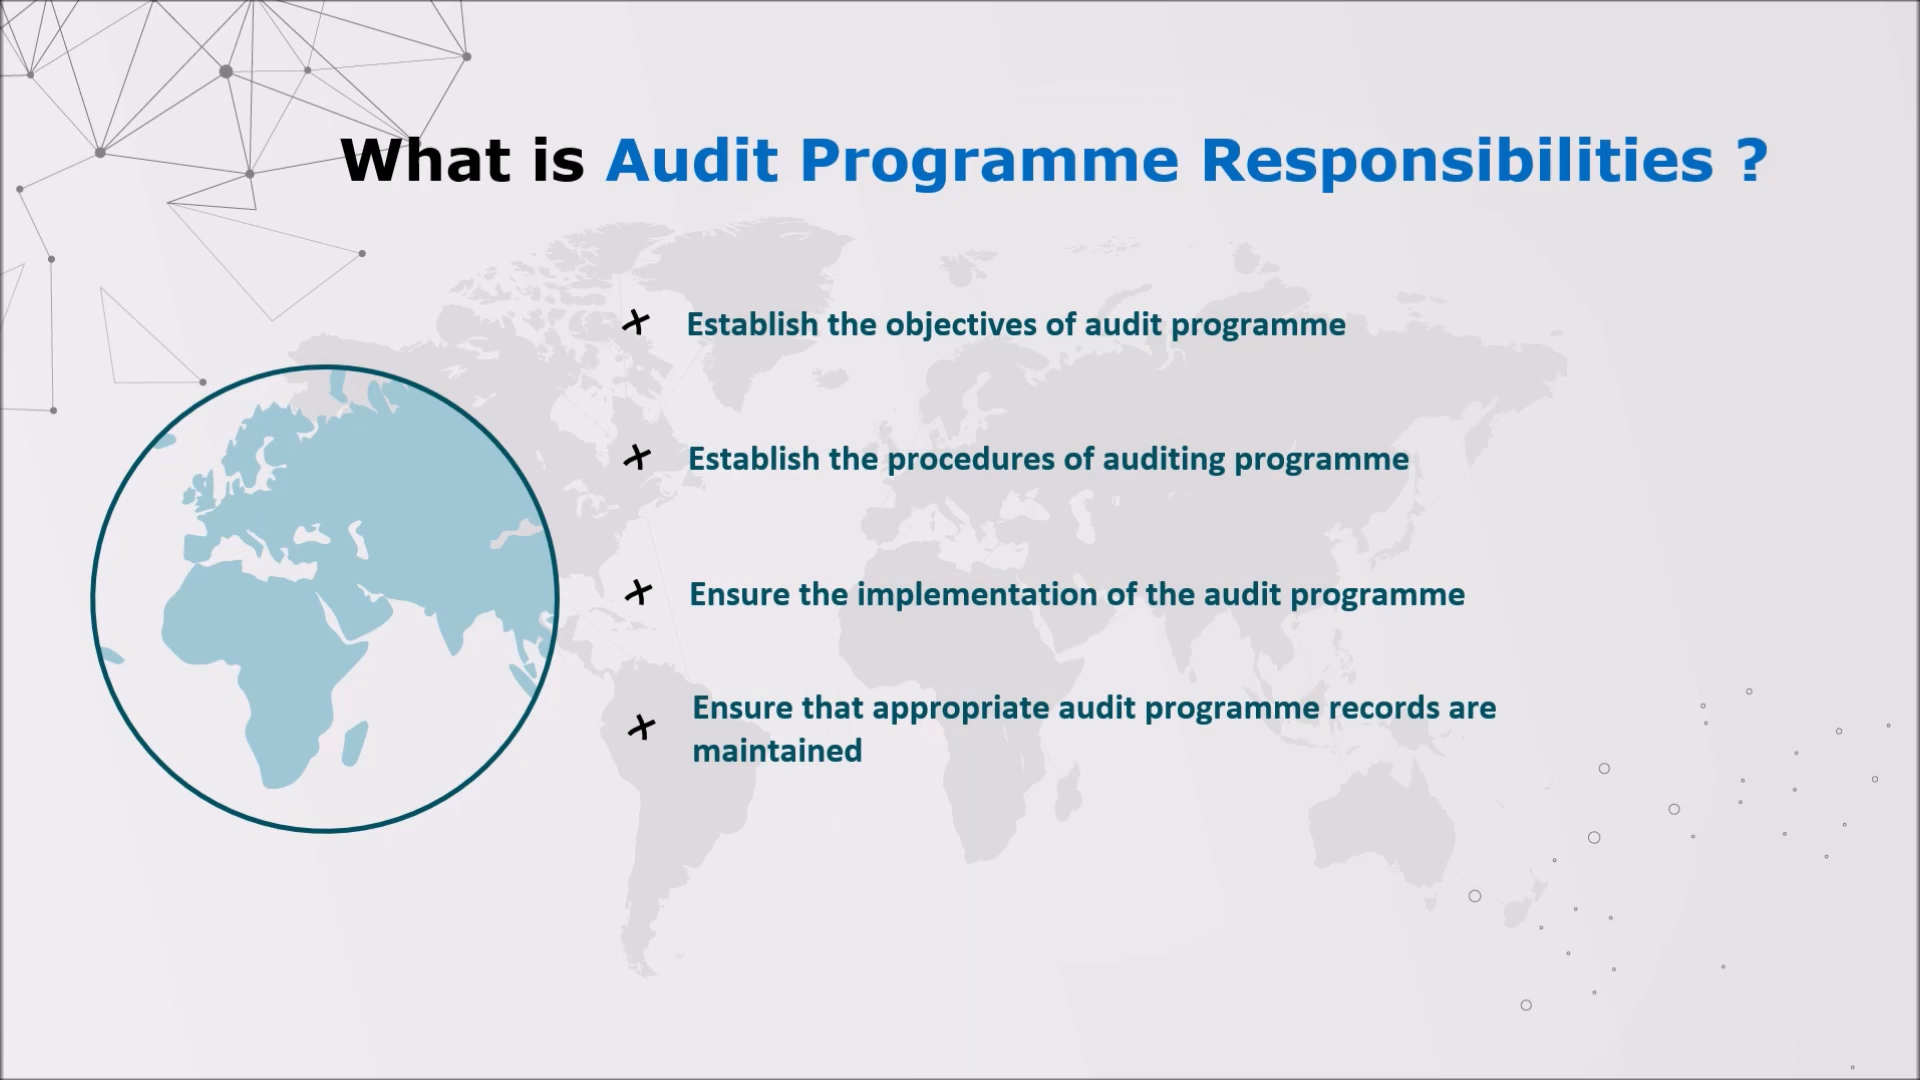 What is Audit Programme Responsibilities ?
Establish the objectives of audit programme
Establish the procedures of auditing programme
Ensure the implementation of the audit programme
Ensure that appropriate audit programme records are
maintained